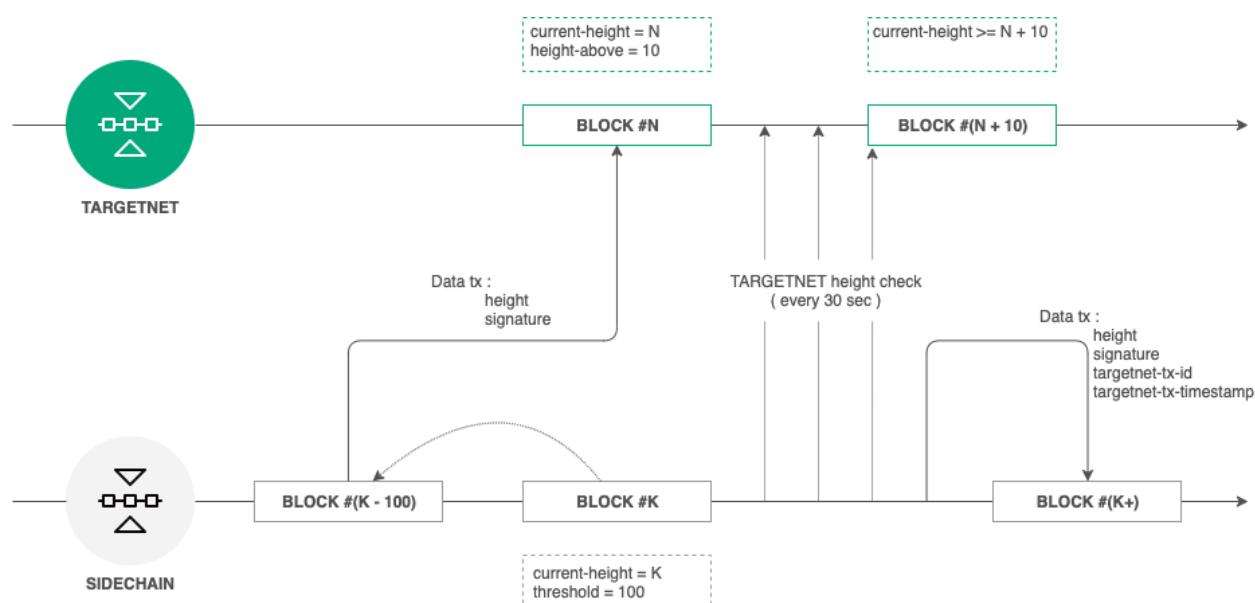 current-height = N
height-above = 10
current-height >= N + 10
BLOCK #N
BLOCK #(N + 10)
TARGETNET
Data tx :
height
signature
TARGETNET height check
( every 30 sec )
Data tx :
height
signature
targetnet-tx-id
targetnet-tx-timestamp
BLOCK #(K - 100)
BLOCK #K
BLOCK #(K+)
SIDECHAIN
current-height = K
threshold = 100